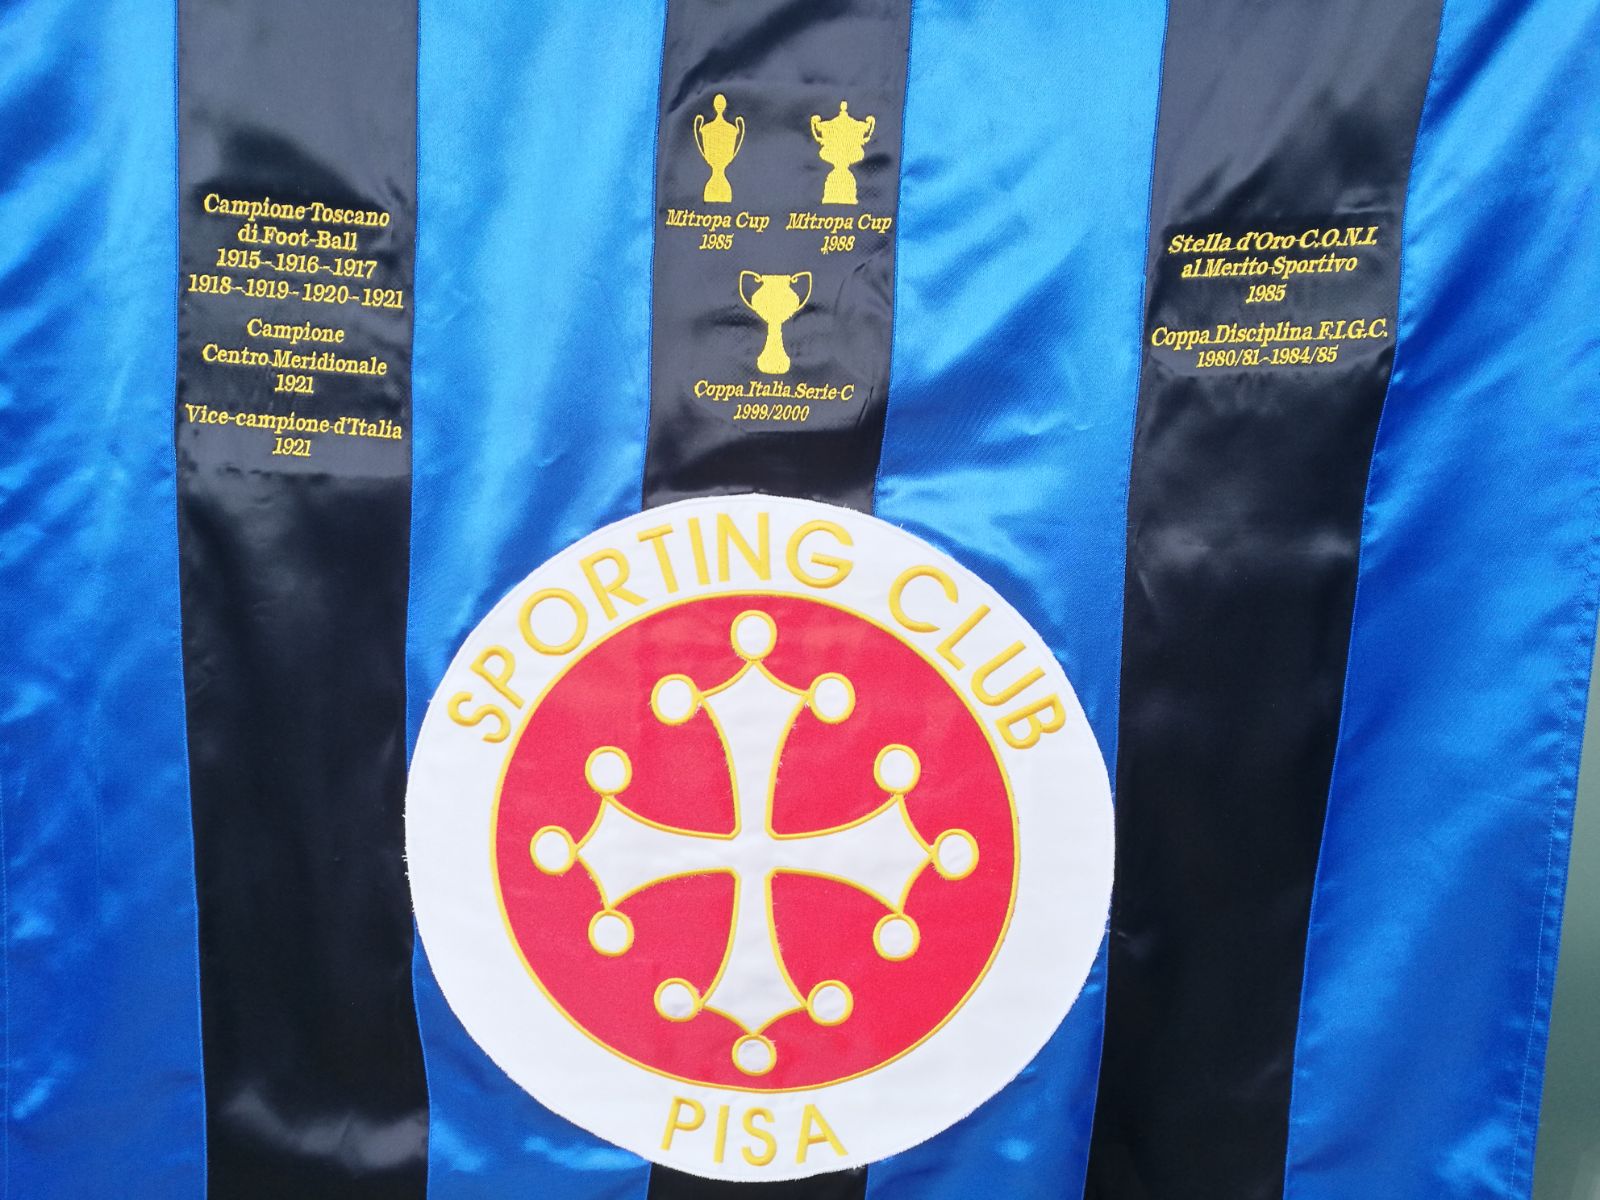 Campione Toscano
di Foot-Ball
1915-1916-1917
1918-1919-1920-1921
Campione
Centro Meridionale
1921
Vice-campione d'Italia
1921
Mitropa Cup
1985
Mitropa Cup
1988
Coppa Italia Serie C
1999/2000
Stella d'Oro C.O.N.I.
al Merito Sportivo
1985
Coppa Disciplina F.I.G.C.
1980/81-1984/85
SPORTING CLUB
PISA